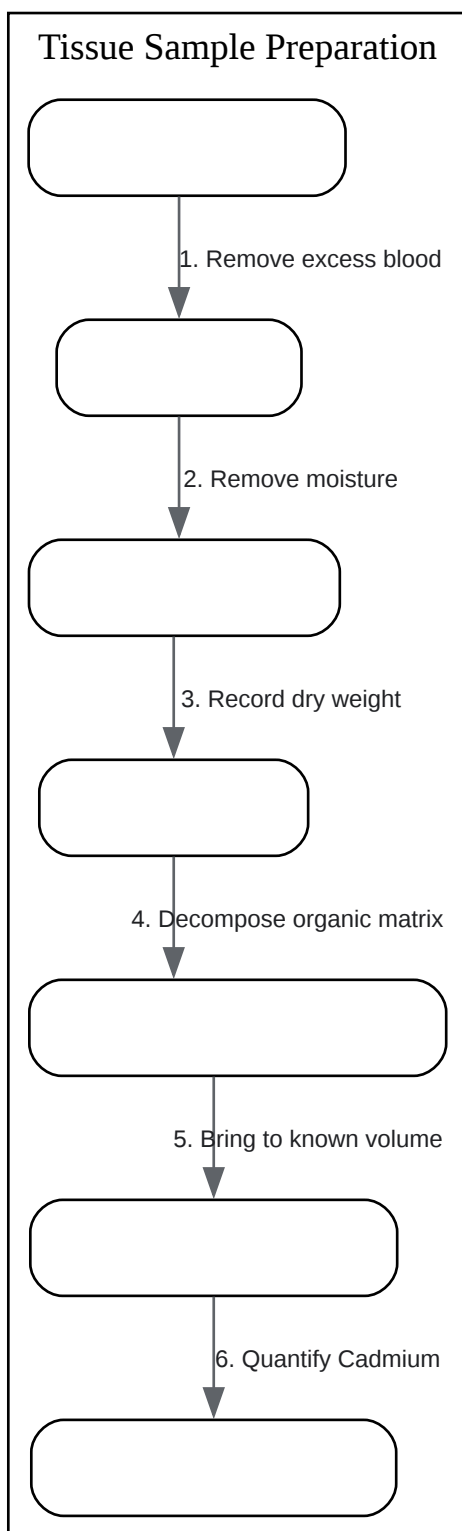 Tissue Sample Preparation
1. Remove excess blood
2. Remove moisture
3. Record dry weight
4. Decompose organic matrix
5. Bring to known volume
6. Quantify Cadmium